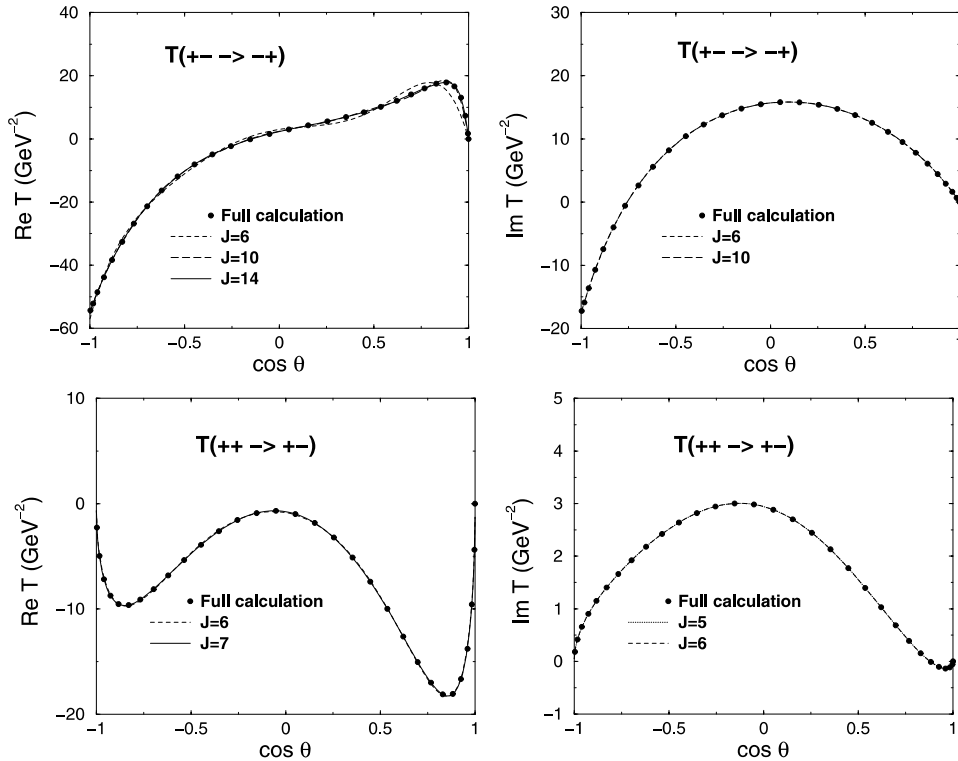 40
20
0
−20
−40
−60
Re T (GeV⁻²)
T(+− −> −+)
Full calculation
J=6
J=10
J=14
−1
−0.5
0
0.5
1
cos θ
30
20
10
0
−10
−20
Im T (GeV⁻²)
T(+− −> −+)
Full calculation
J=6
J=10
−1
−0.5
0
0.5
1
cos θ
10
0
−10
−20
Re T (GeV⁻²)
T(++ −> +−)
Full calculation
J=6
J=7
−1
−0.5
0
0.5
1
cos θ
5
4
3
2
1
0
−1
Im T (GeV⁻²)
T(++ −> +−)
Full calculation
J=5
J=6
−1
−0.5
0
0.5
1
cos θ